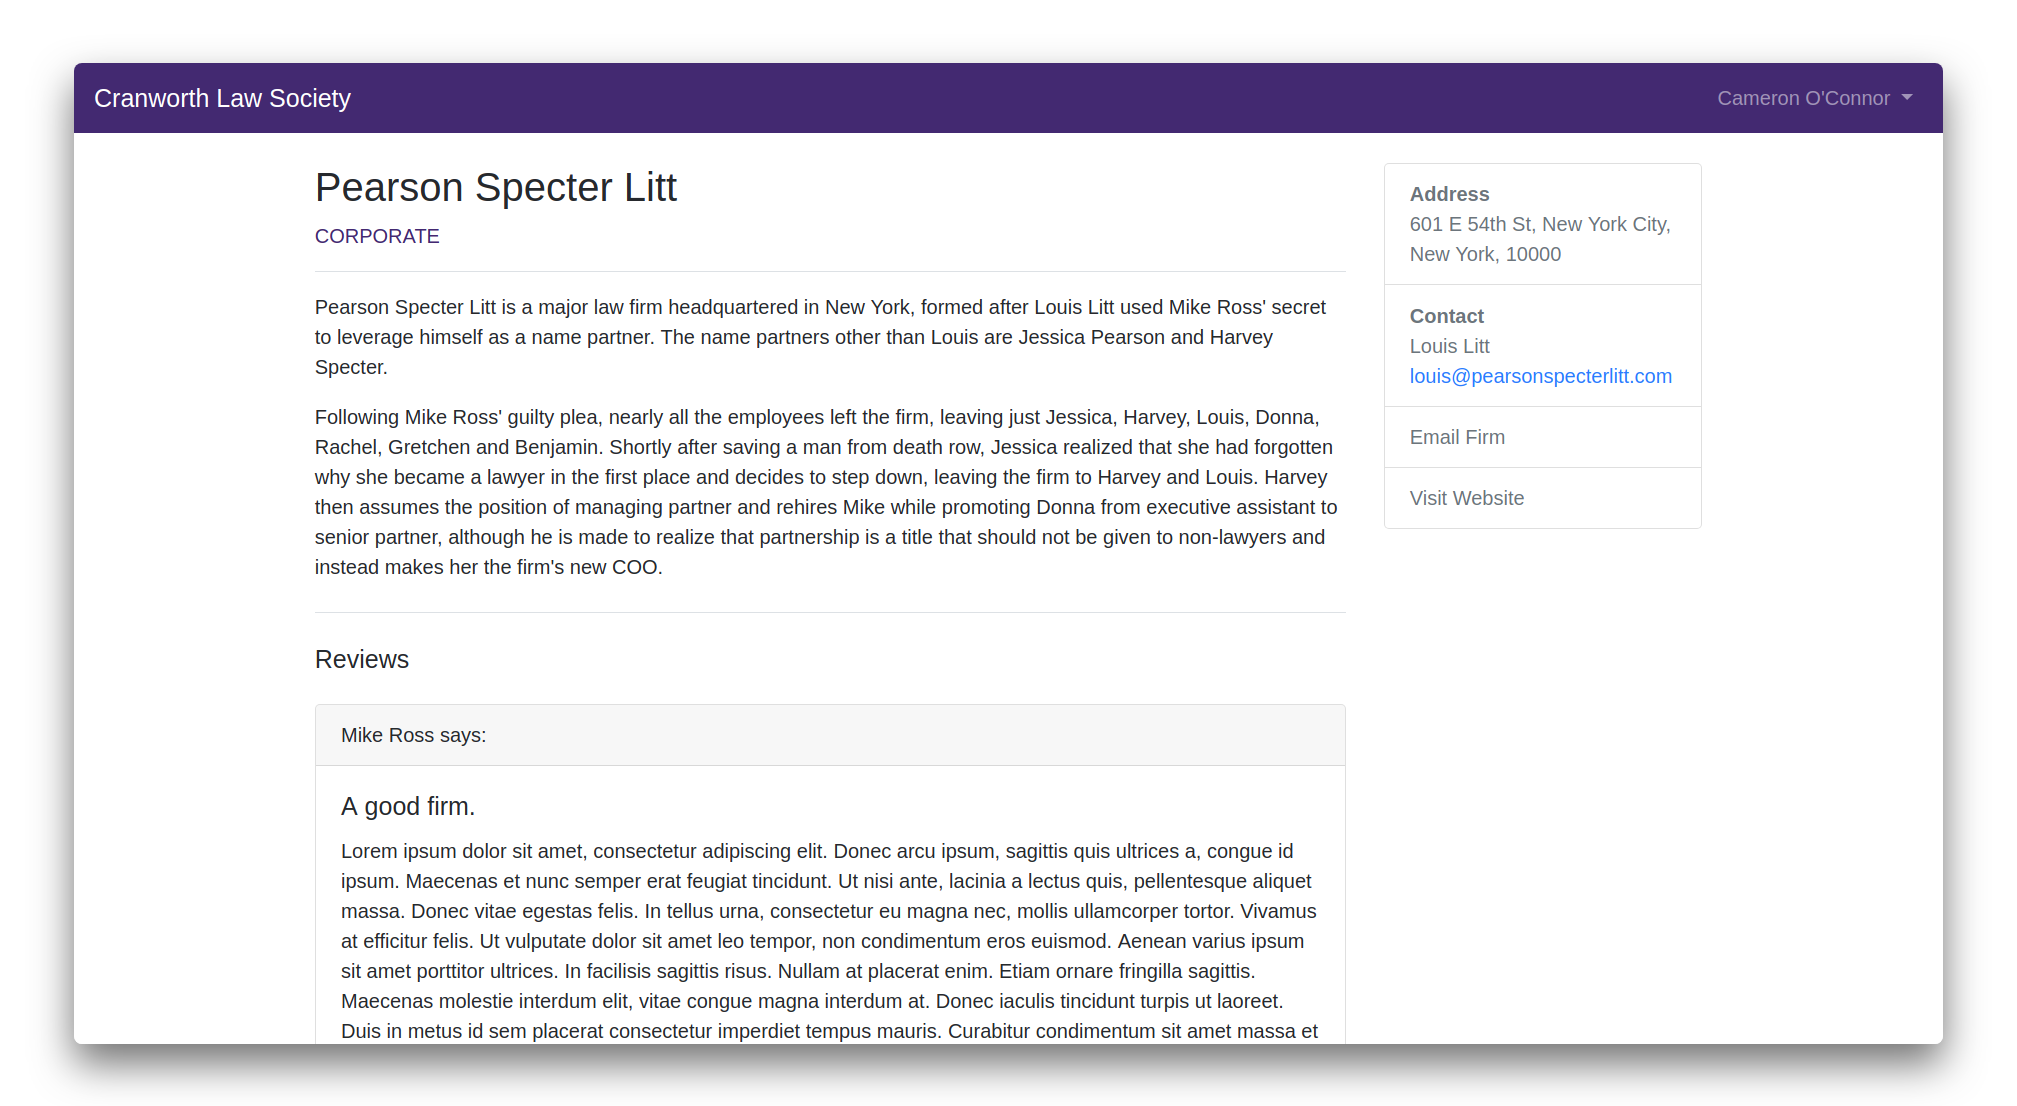 Cranworth Law Society
Cameron O'Connor
Pearson Specter Litt
CORPORATE
Pearson Specter Litt is a major law firm headquartered in New York, formed after Louis Litt used Mike Ross' secret
to leverage himself as a name partner. The name partners other than Louis are Jessica Pearson and Harvey
Specter.
Following Mike Ross' guilty plea, nearly all the employees left the firm, leaving just Jessica, Harvey, Louis, Donna,
Rachel, Gretchen and Benjamin. Shortly after saving a man from death row, Jessica realized that she had forgotten
why she became a lawyer in the first place and decides to step down, leaving the firm to Harvey and Louis. Harvey
then assumes the position of managing partner and rehires Mike while promoting Donna from executive assistant to
senior partner, although he is made to realize that partnership is a title that should not be given to non-lawyers and
instead makes her the firm's new COO.
Reviews
Mike Ross says:
A good firm.
Lorem ipsum dolor sit amet, consectetur adipiscing elit. Donec arcu ipsum, sagittis quis ultrices a, congue id
ipsum. Maecenas et nunc semper erat feugiat tincidunt. Ut nisi ante, lacinia a lectus quis, pellentesque aliquet
massa. Donec vitae egestas felis. In tellus urna, consectetur eu magna nec, mollis ullamcorper tortor. Vivamus
at efficitur felis. Ut vulputate dolor sit amet leo tempor, non condimentum eros euismod. Aenean varius ipsum
sit amet porttitor ultrices. In facilisis sagittis risus. Nullam at placerat enim. Etiam ornare fringilla sagittis.
Maecenas molestie interdum elit, vitae congue magna interdum at. Donec iaculis tincidunt turpis ut laoreet.
Duis in metus id sem placerat consectetur imperdiet tempus mauris. Curabitur condimentum sit amet massa et
Address
601 E 54th St, New York City,
New York, 10000
Contact
Louis Litt
louis@pearsonspecterlitt.com
Email Firm
Visit Website